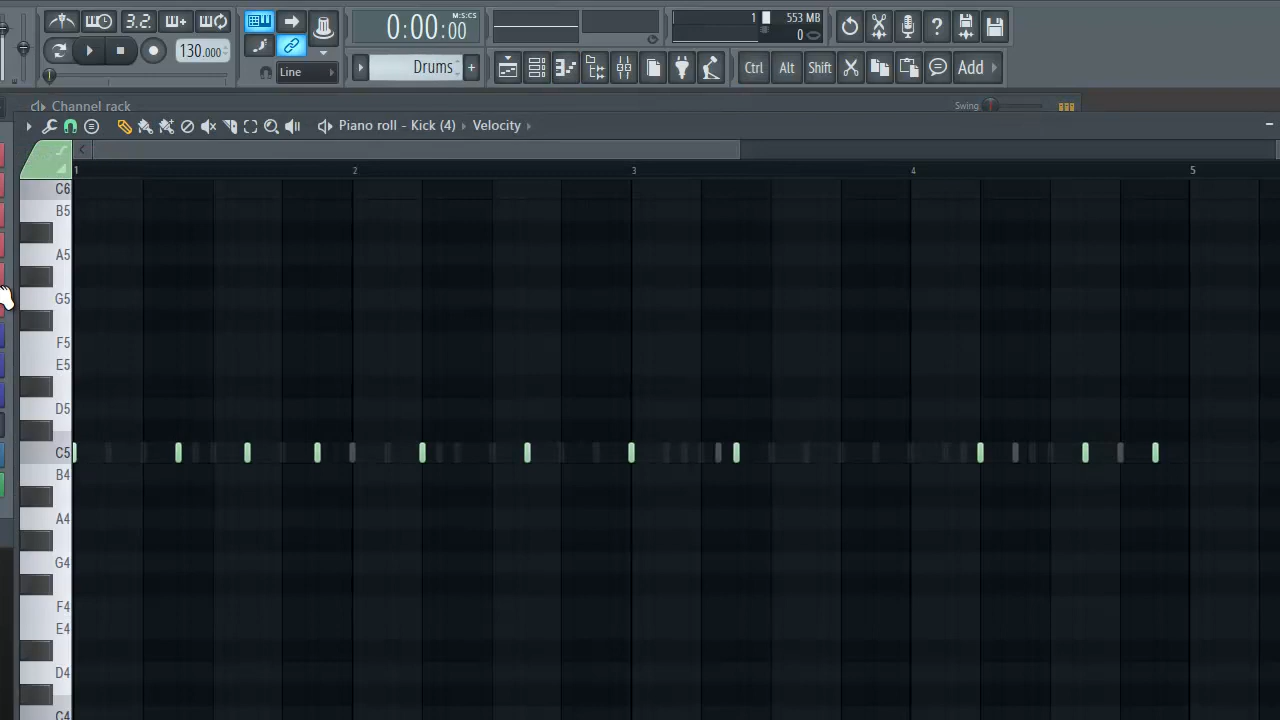 3.2.
130.000
Line
0:00:00
M:S:CS
Drums
+
1
553 MB
0
?
Ctrl
Alt
Shift
Add
Channel rack
Swing
Piano roll - Kick (4)
Velocity
1
2
3
4
5
C6
B5
A5
G5
F5
E5
D5
C5
B4
A4
G4
F4
E4
D4
C4